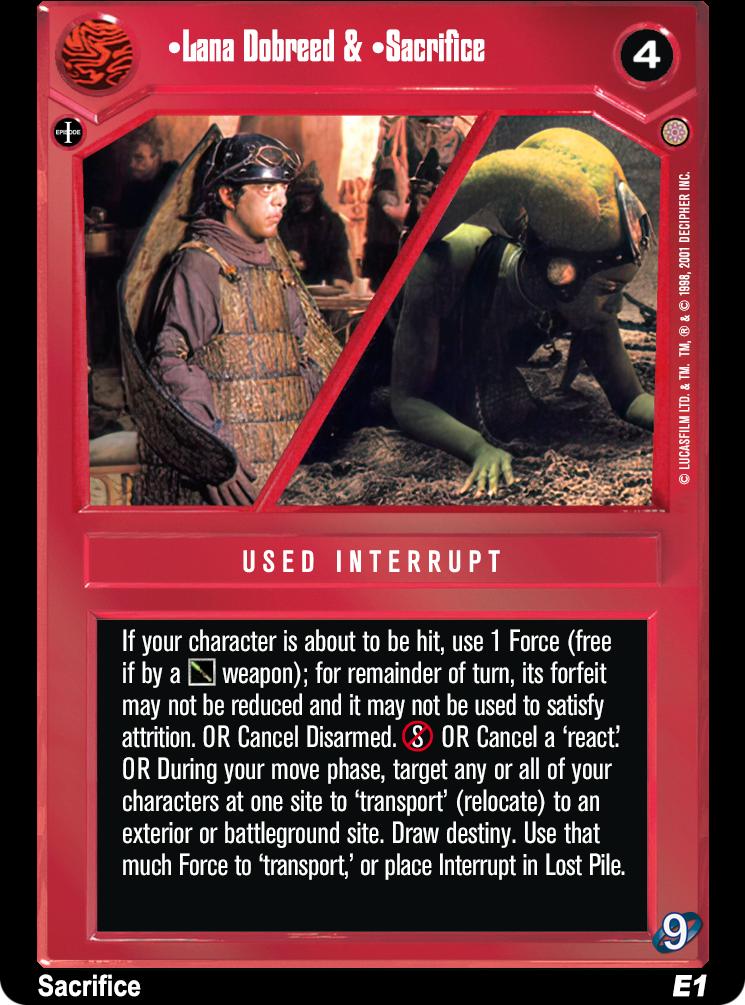 •Lana Dobreed & •Sacrifice
4
EPISODE
I
© LUCASFILM LTD. & TM. TM, ® & © 1998, 2001 DECIPHER INC.
USED INTERRUPT
If your character is about to be hit, use 1 Force (free
if by a weapon); for remainder of turn, its forfeit
may not be reduced and it may not be used to satisfy
attrition. OR Cancel Disarmed. S OR Cancel a ‘react.’
OR During your move phase, target any or all of your
characters at one site to ‘transport’ (relocate) to an
exterior or battleground site. Draw destiny. Use that
much Force to ‘transport,’ or place Interrupt in Lost Pile.
9
Sacrifice E1